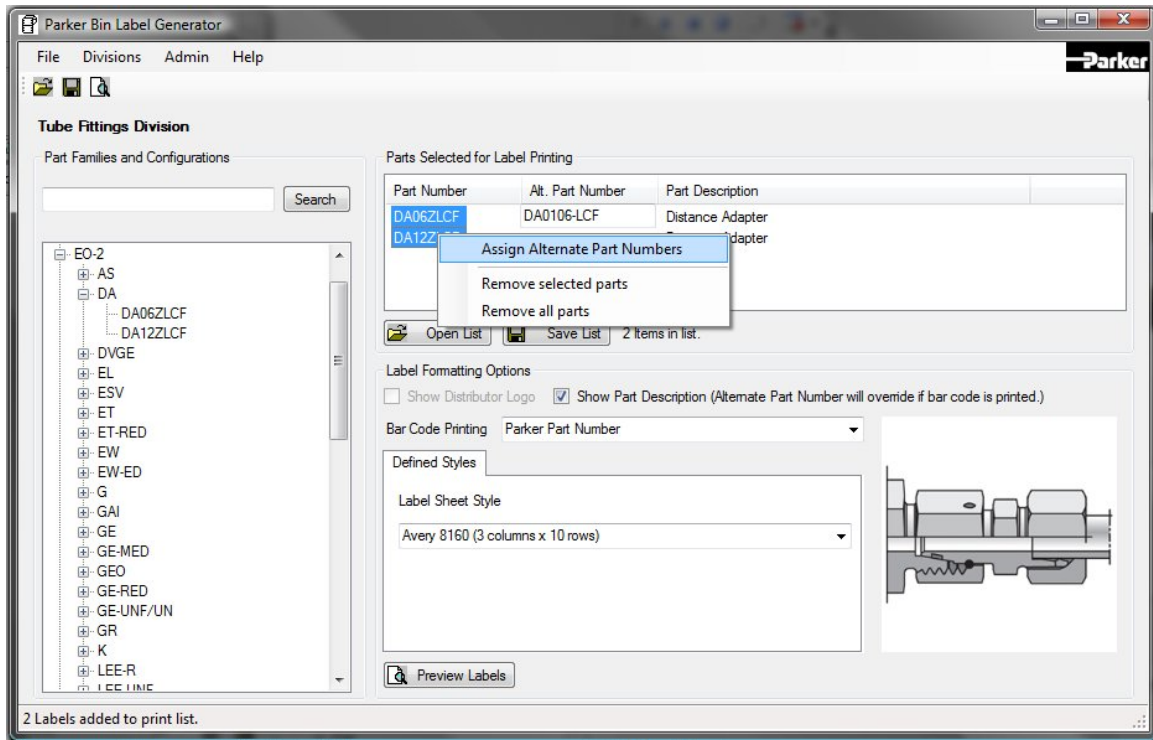 Parker Bin Label Generator
File Divisions Admin Help
Parker
Tube Fittings Division
Part Families and Configurations
Search
EO-2
AS
DA
DA06ZLCF
DA12ZLCF
DVGE
EL
ESV
ET
ET-RED
EW
EW-ED
G
GAI
GE
GE-MED
GEO
GE-RED
GE-UNF/UN
GR
K
LEE-R
Parts Selected for Label Printing
Part Number Alt. Part Number Part Description
DA06ZLCF DA0106-LCF Distance Adapter
DA12Z dapter
Assign Alternate Part Numbers
Remove selected parts
Remove all parts
Open List Save List 2 Items in list.
Label Formatting Options
Show Distributor Logo Show Part Description (Alternate Part Number will override if bar code is printed.)
Bar Code Printing Parker Part Number
Defined Styles
Label Sheet Style
Avery 8160 (3 columns x 10 rows)
Preview Labels
2 Labels added to print list.